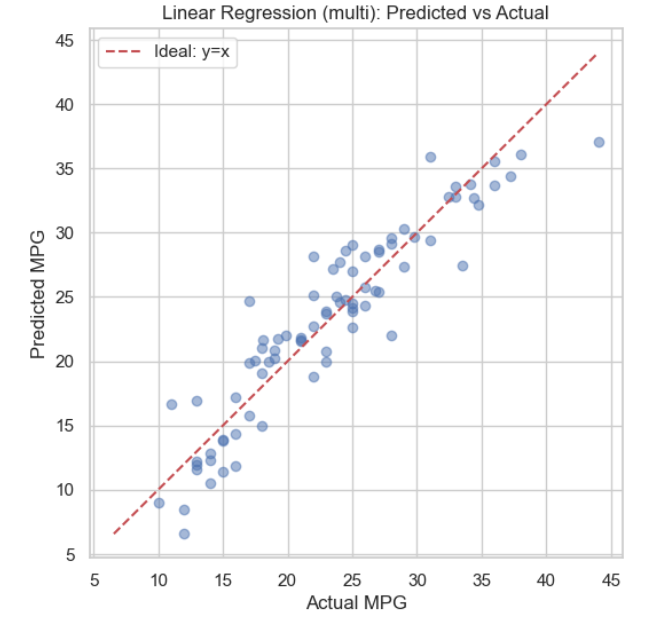 Linear Regression (multi): Predicted vs Actual
Ideal: y=x
45
40
35
30
25
20
15
10
5
Predicted MPG
5 10 15 20 25 30 35 40 45
Actual MPG